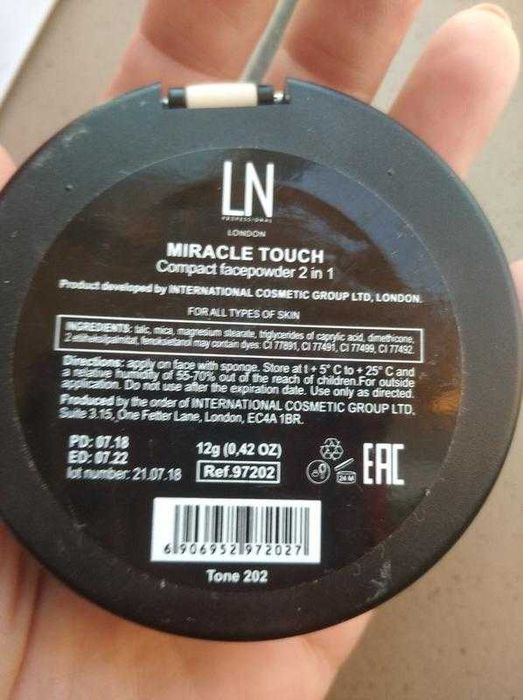 LN
PROFESSIONAL
LONDON
MIRACLE TOUCH
Compact facepowder 2 in 1
Product developed by INTERNATIONAL COSMETIC GROUP LTD, LONDON.
FOR ALL TYPES OF SKIN
INGREDIENTS: talc, mica, magnesium stearate, triglycerides of caprylic acid, dimethicone,
2 etilhaksilpalmitat, fenoksietanol may contain dyes: CI 77891, CI 77491, CI 77499, CI 77492.
Directions: apply on face with sponge. Store at t + 5° C to + 25° C and
a relative humidity of 55-70% out of the reach of children.For outside
application. Do not use after the expiration date. Use only as directed.
Produced by the order of INTERNATIONAL COSMETIC GROUP LTD,
Suite 3.15, One Fetter Lane, London, EC4A 1BR.
PD: 07.18
ED: 07.22
lot number: 21.07.18
12g (0,42 OZ)
Ref.97202
24 M
EAC
6 906952 972027
Tone 202